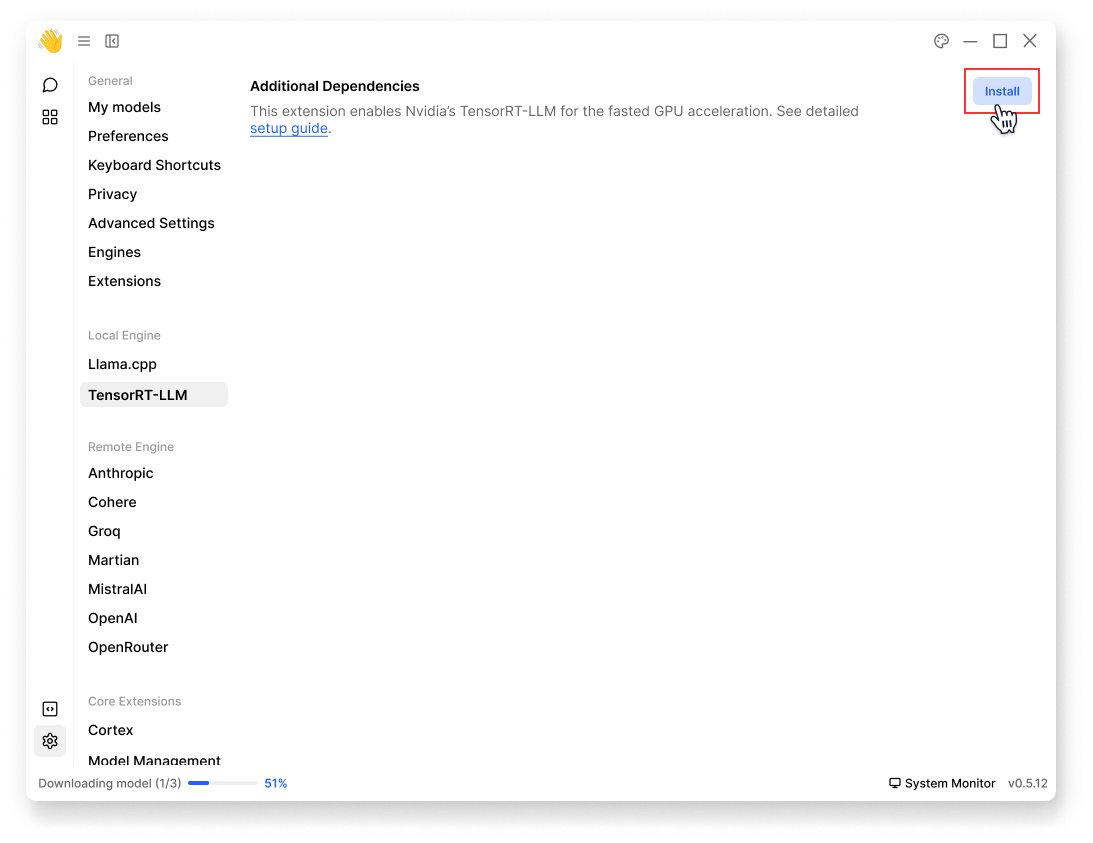 General
My models
Preferences
Keyboard Shortcuts
Privacy
Advanced Settings
Engines
Extensions
Local Engine
Llama.cpp
TensorRT-LLM
Remote Engine
Anthropic
Cohere
Groq
Martian
MistralAI
OpenAI
OpenRouter
Core Extensions
Cortex
Model Management
Additional Dependencies
This extension enables Nvidia’s TensorRT-LLM for the fasted GPU acceleration. See detailed
setup guide.
Install
Downloading model (1/3) 51%
System Monitor v0.5.12